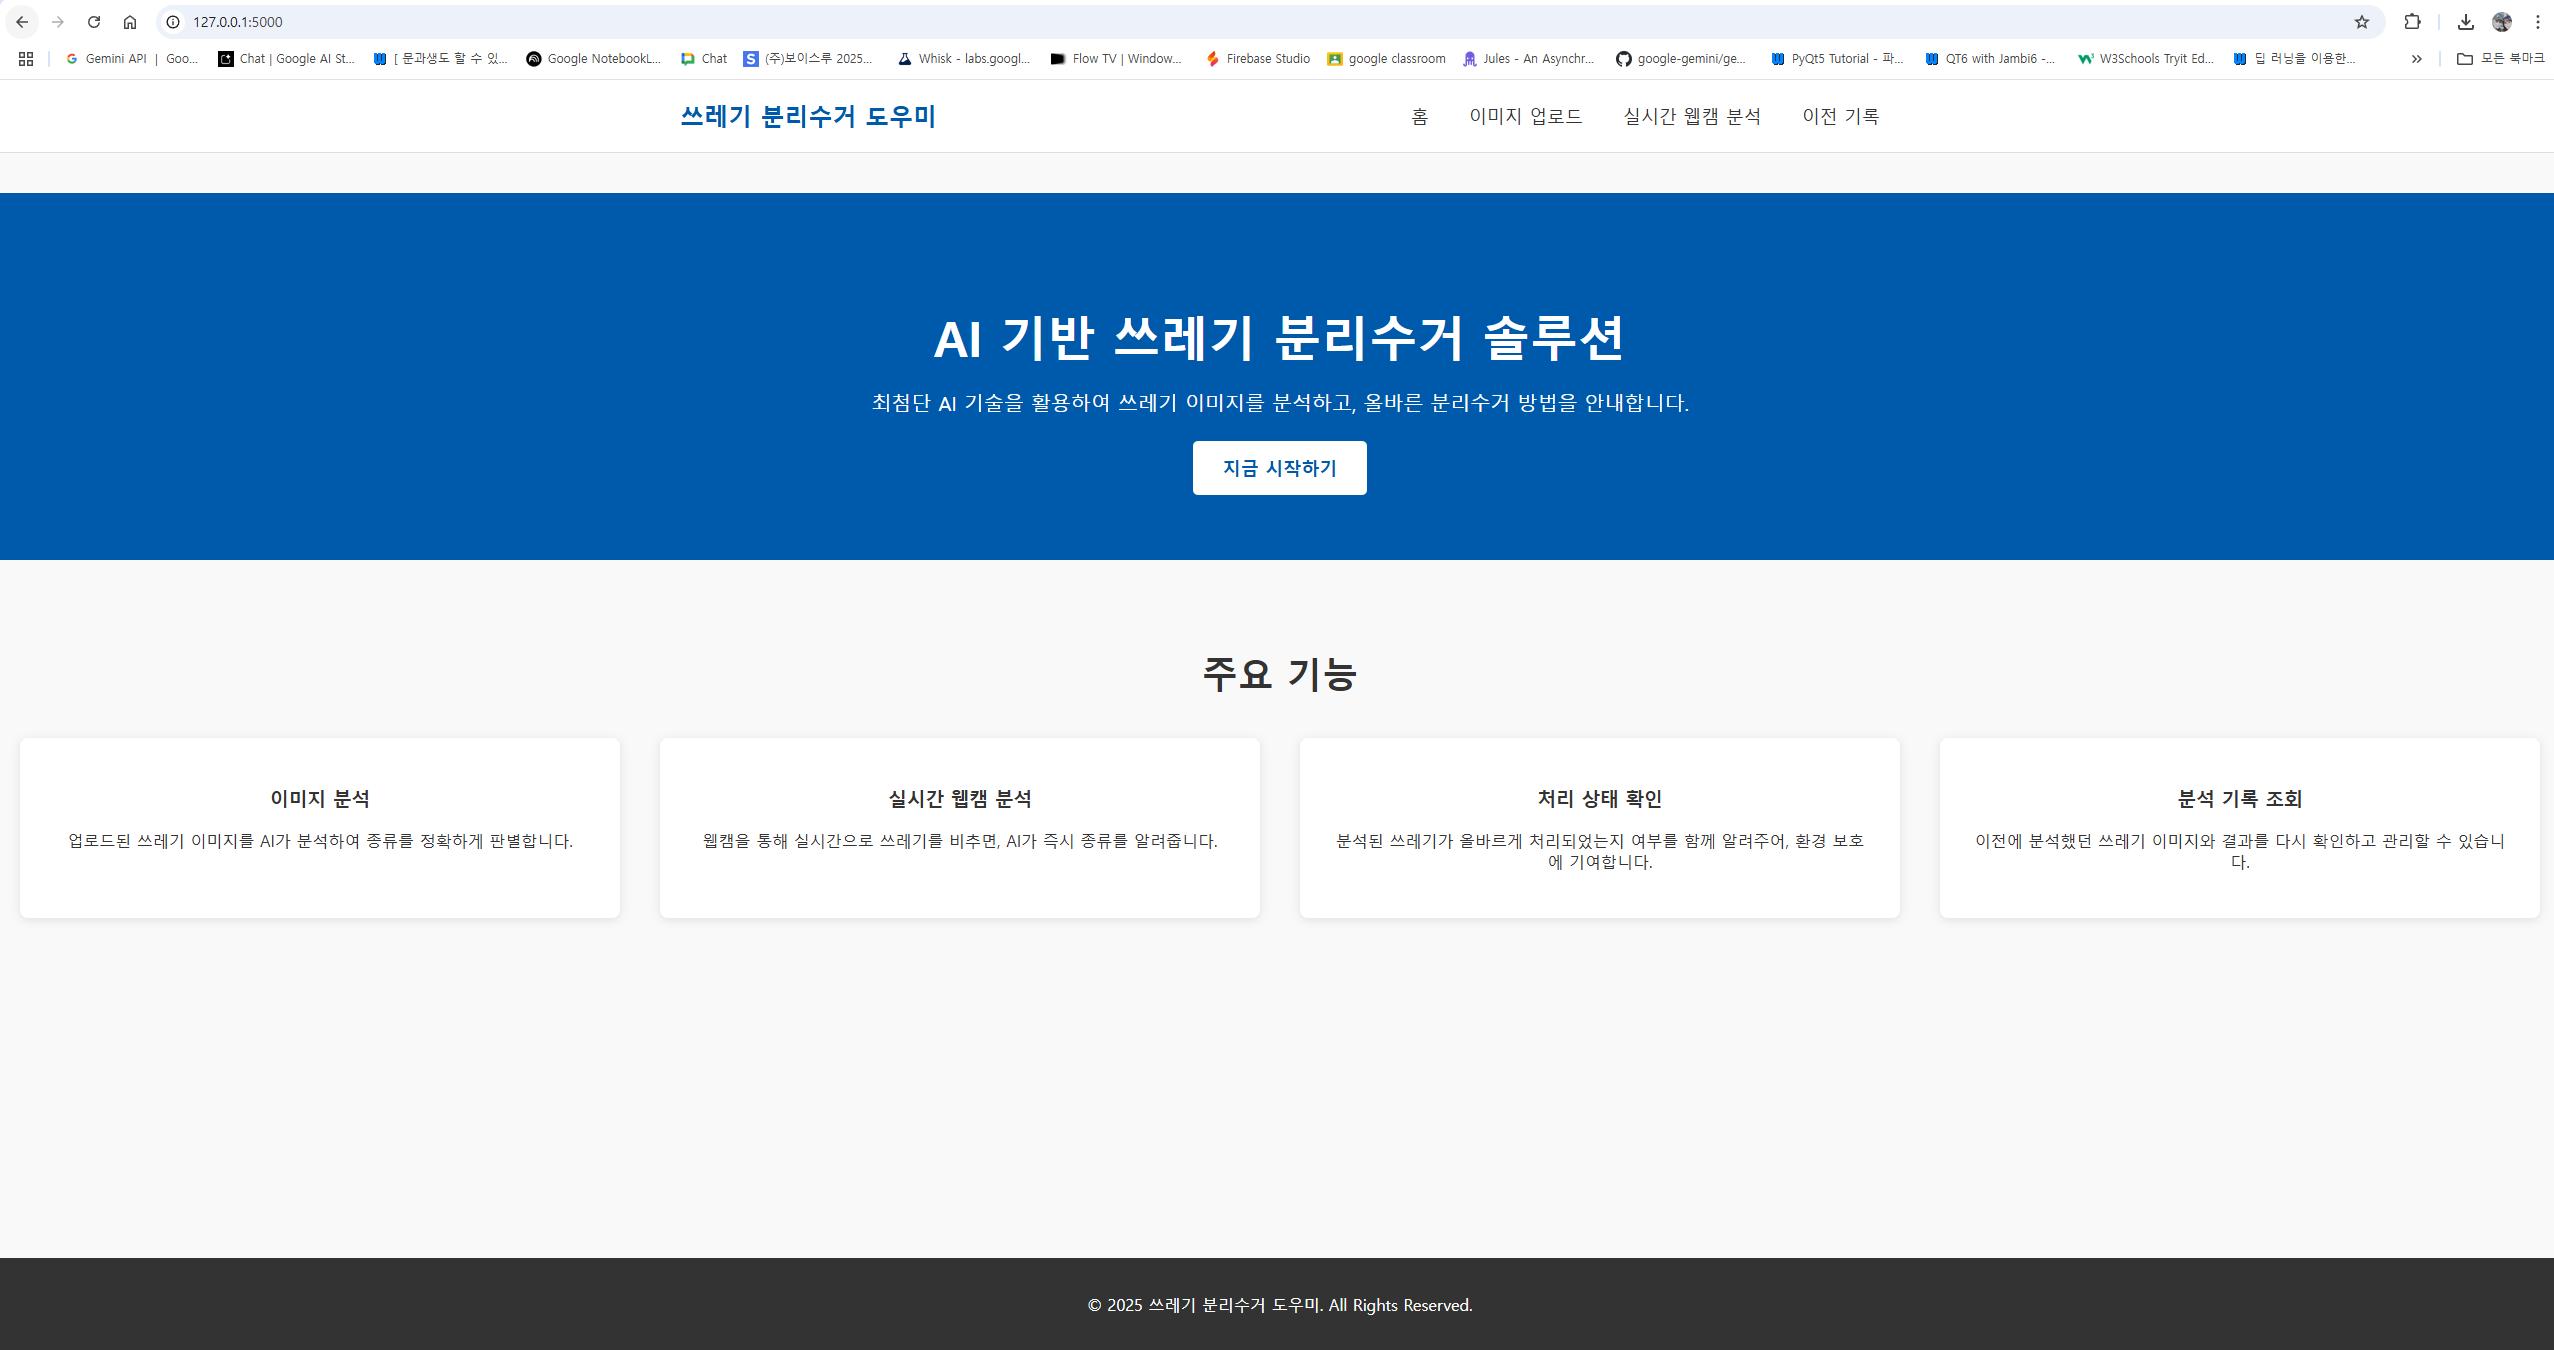 127.0.0.1:5000
Gemini API | Goo...
Chat | Google AI St...
[ 문과생도 할 수 있...
Google NotebookL...
Chat
(주)보이스루 2025...
Whisk - labs.googl...
Flow TV | Window...
Firebase Studio
google classroom
Jules - An Asynchr...
google-gemini/ge...
PyQt5 Tutorial - 파...
QT6 with Jambi6 -...
W3Schools Tryit Ed...
딥 러닝을 이용한...
모든 북마크
쓰레기 분리수거 도우미
홈
이미지 업로드
실시간 웹캠 분석
이전 기록
AI 기반 쓰레기 분리수거 솔루션
최첨단 AI 기술을 활용하여 쓰레기 이미지를 분석하고, 올바른 분리수거 방법을 안내합니다.
지금 시작하기
주요 기능
이미지 분석
업로드된 쓰레기 이미지를 AI가 분석하여 종류를 정확하게 판별합니다.
실시간 웹캠 분석
웹캠을 통해 실시간으로 쓰레기를 비추면, AI가 즉시 종류를 알려줍니다.
처리 상태 확인
분석된 쓰레기가 올바르게 처리되었는지 여부를 함께 알려주어, 환경 보호
에 기여합니다.
분석 기록 조회
이전에 분석했던 쓰레기 이미지와 결과를 다시 확인하고 관리할 수 있습니
다.
© 2025 쓰레기 분리수거 도우미. All Rights Reserved.